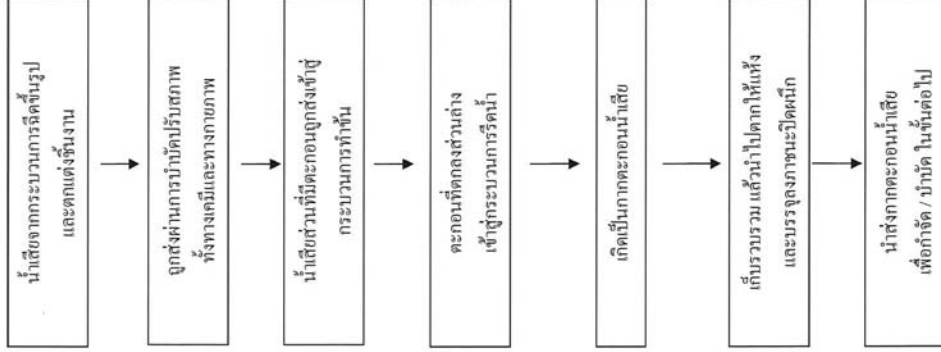 น้ำเสียจากกระบวนการฉีดขึ้นรูป
และตกแต่งชิ้นงาน
ถูกส่งผ่านการบำบัดปรับสภาพ
ทั้งทางเคมีและทางกายภาพ
น้ำเสียส่วนที่มีตะกอนถูกส่งเข้าสู่
กระบวนการทำข้น
ตะกอนที่ตกลงส่วนล่าง
เข้าสู่กระบวนการรีดน้ำ
เกิดเป็นกากตะกอนน้ำเสีย
เก็บรวบรวม แล้วนำไปตากให้แห้ง
และบรรจุลงภาชนะปิดผนึก
นำส่งกากตะกอนน้ำเสีย
เพื่อกำจัด / บำบัด ในขั้นต่อไป